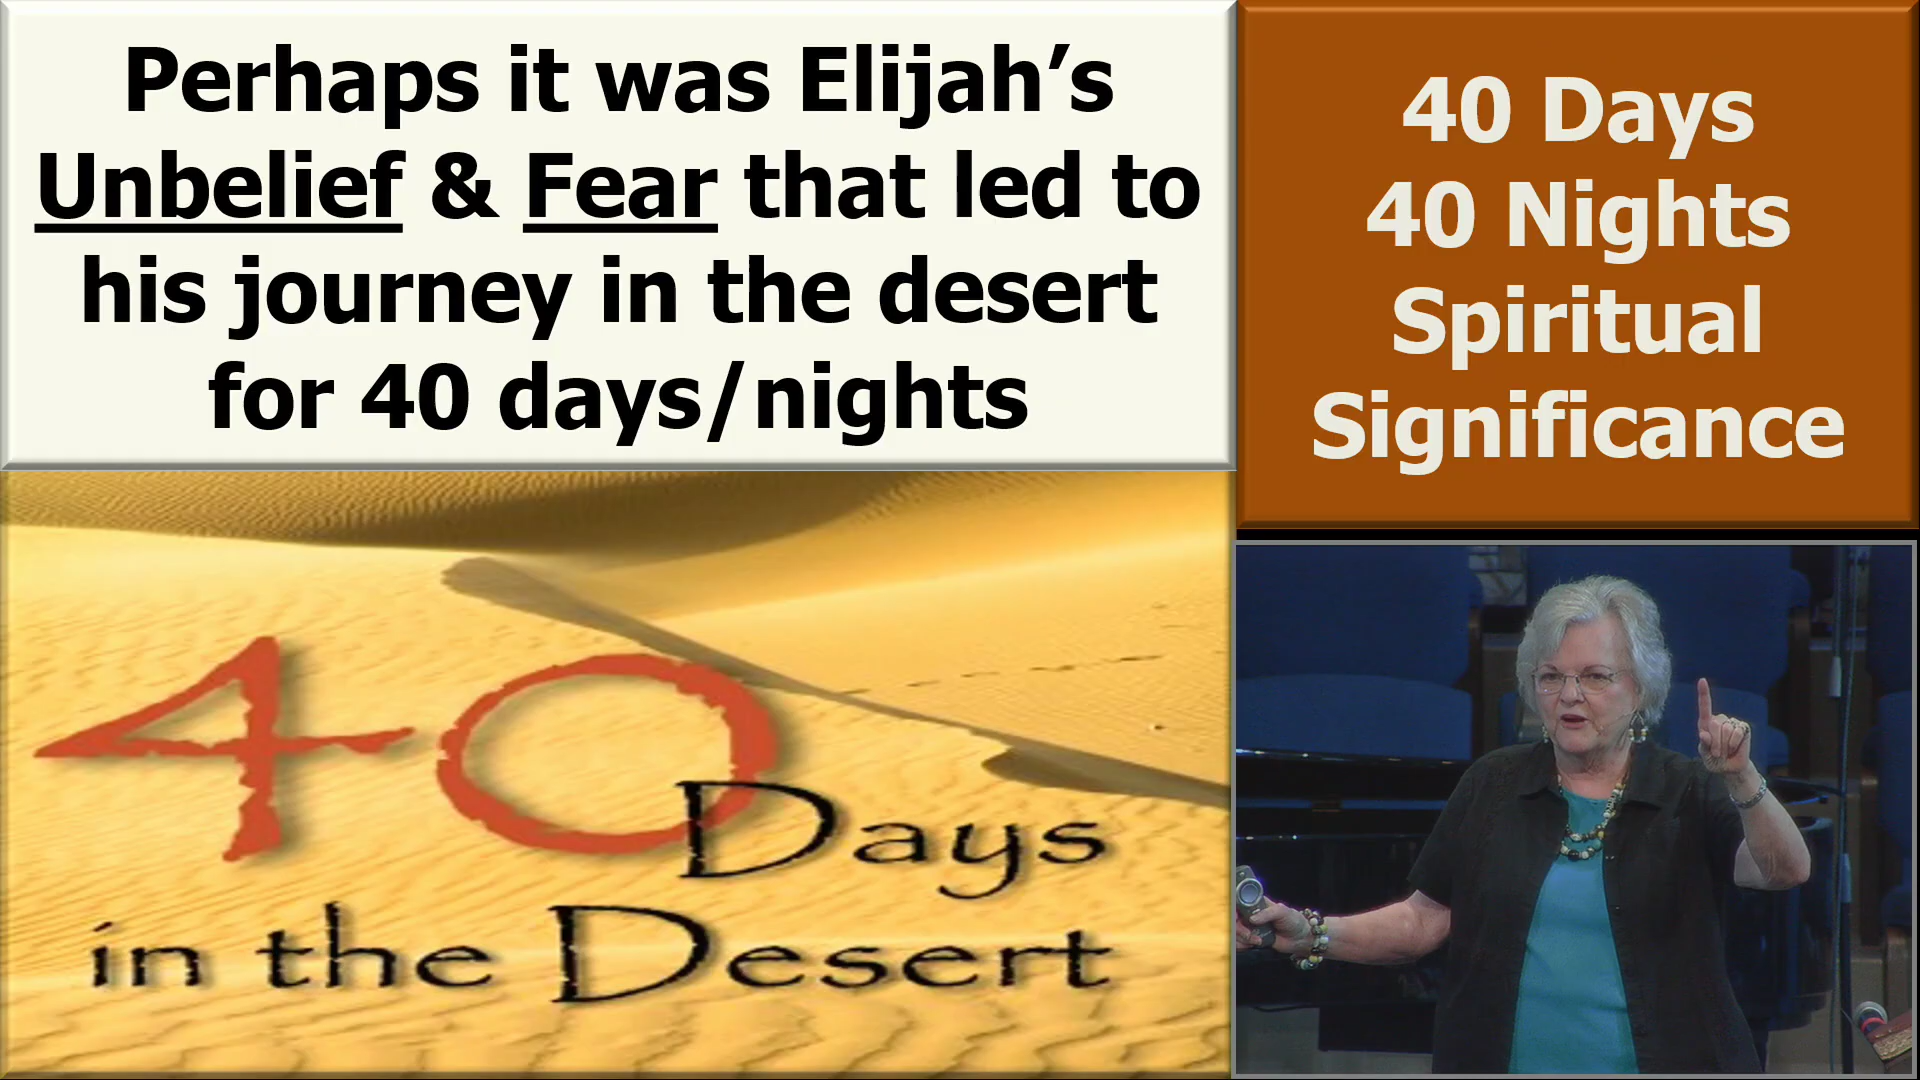 Perhaps it was Elijah’s
Unbelief & Fear that led to
his journey in the desert
for 40 days/nights
40 Days
40 Nights
Spiritual
Significance
40
Days
in the Desert